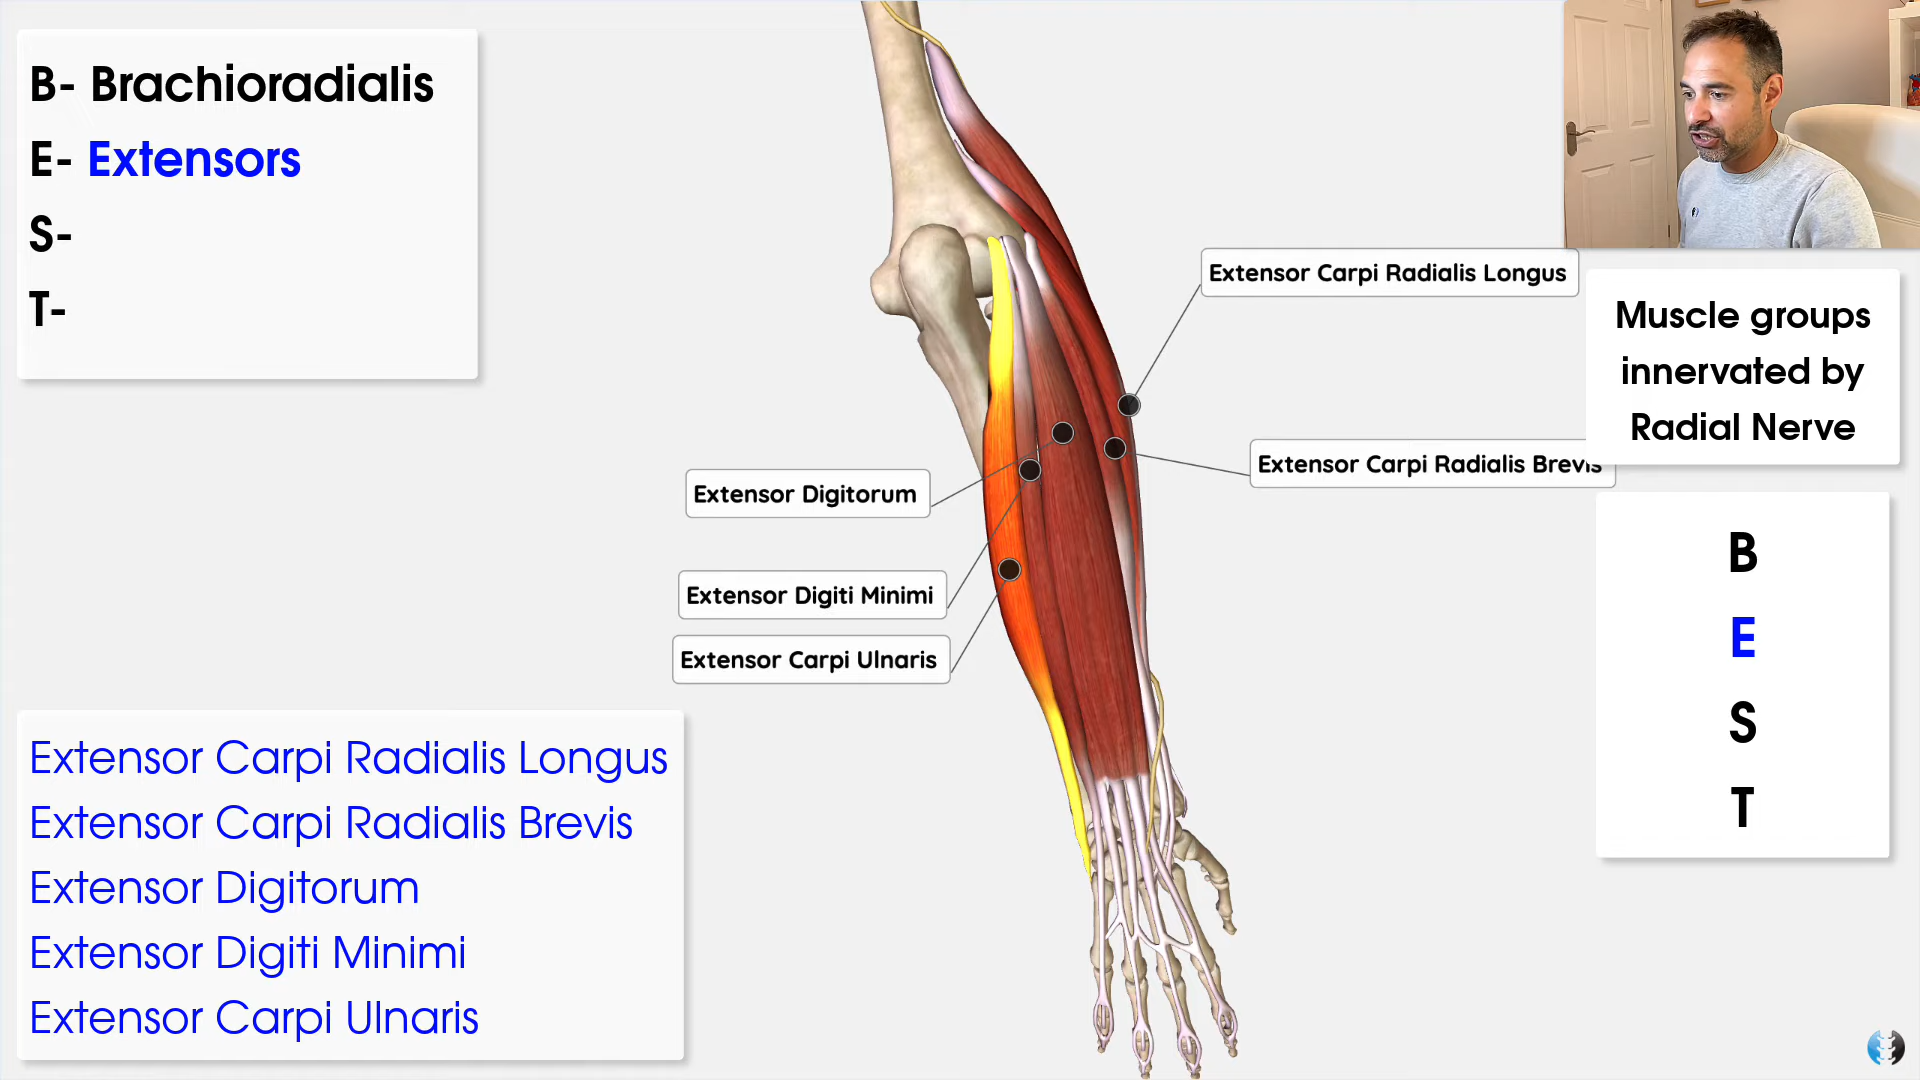 B- Brachioradialis
E- Extensors
S-
T-
Extensor Carpi Radialis Longus
Muscle groups
innervated by
Radial Nerve
Extensor Carpi Radialis Brevis
Extensor Digitorum
Extensor Digiti Minimi
Extensor Carpi Ulnaris
B
E
S
T
Extensor Carpi Radialis Longus
Extensor Carpi Radialis Brevis
Extensor Digitorum
Extensor Digiti Minimi
Extensor Carpi Ulnaris